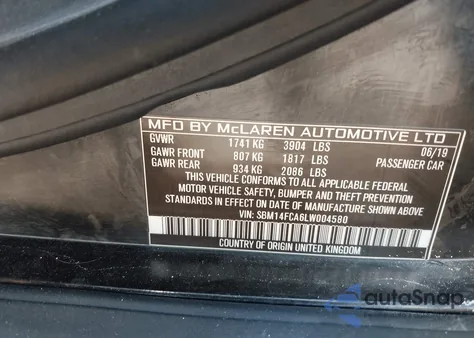 MFD BY McLAREN AUTOMOTIVE LTD
GVWR 1741 KG 3904 LBS 06/19
GAWR FRONT 807 KG 1817 LBS PASSENGER CAR
GAWR REAR 934 KG 2086 LBS
THIS VEHICLE CONFORMS TO ALL APPLICABLE FEDERAL
MOTOR VEHICLE SAFETY, BUMPER AND THEFT PREVENTION
STANDARDS IN EFFECT ON DATE OF MANUFACTURE SHOWN ABOVE
VIN: SBM14FCA6LW004560
COUNTRY OF ORIGIN UNITED KINGDOM
autoSnap